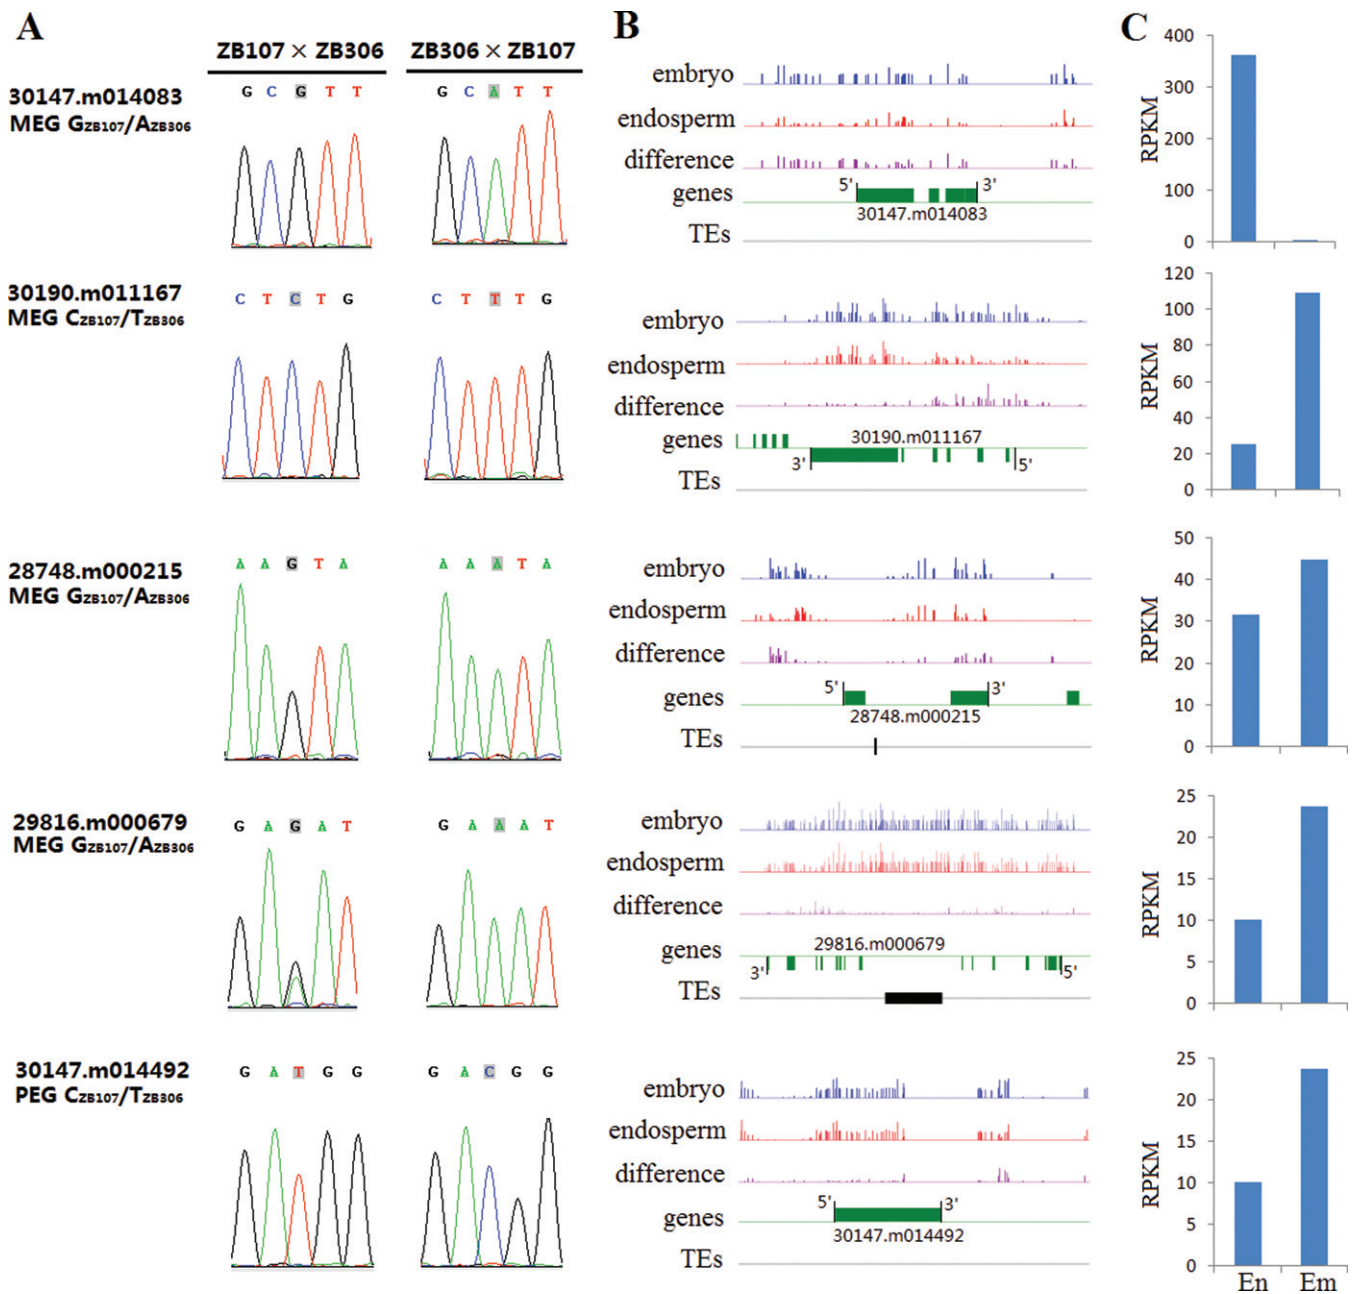 A
B
C
ZB107 × ZB306
ZB306 × ZB107
30147.m014083
MEG GZB107/AZB306
G C G T T
G C A T T
embryo
endosperm
difference
genes
5'
3'
30147.m014083
TEs
RPKM
400
300
200
100
0
30190.m011167
MEG CZB107/TZB306
C T C T G
C T T T G
embryo
endosperm
difference
genes
30190.m011167
3'
5'
TEs
RPKM
120
100
80
60
40
20
0
28748.m000215
MEG GZB107/AZB306
A A G T A
A A A T A
embryo
endosperm
difference
genes
5'
3'
28748.m000215
TEs
RPKM
50
40
30
20
10
0
29816.m000679
MEG GZB107/AZB306
G A G A T
G A A A T
embryo
endosperm
difference
genes
29816.m000679
3'
5'
TEs
RPKM
25
20
15
10
5
0
30147.m014492
PEG CZB107/TZB306
G A T G G
G A C G G
embryo
endosperm
difference
genes
5'
3'
30147.m014492
TEs
RPKM
25
20
15
10
5
0
En Em